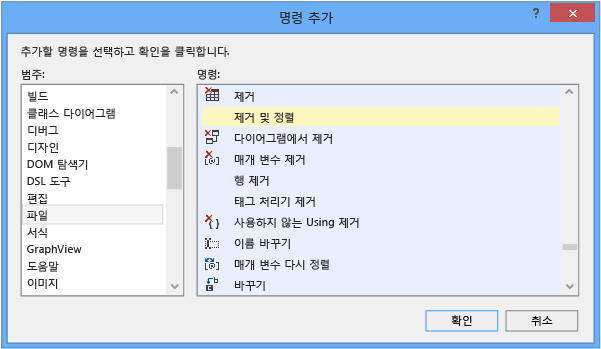 명령 추가
?
추가할 명령을 선택하고 확인을 클릭합니다.
범주:
빌드
클래스 다이어그램
디버그
디자인
DOM 탐색기
DSL 도구
편집
파일
서식
GraphView
도움말
이미지
명령:
제거
제거 및 정렬
다이어그램에서 제거
매개 변수 제거
행 제거
태그 처리기 제거
사용하지 않는 Using 제거
이름 바꾸기
매개 변수 다시 정렬
바꾸기
확인
취소